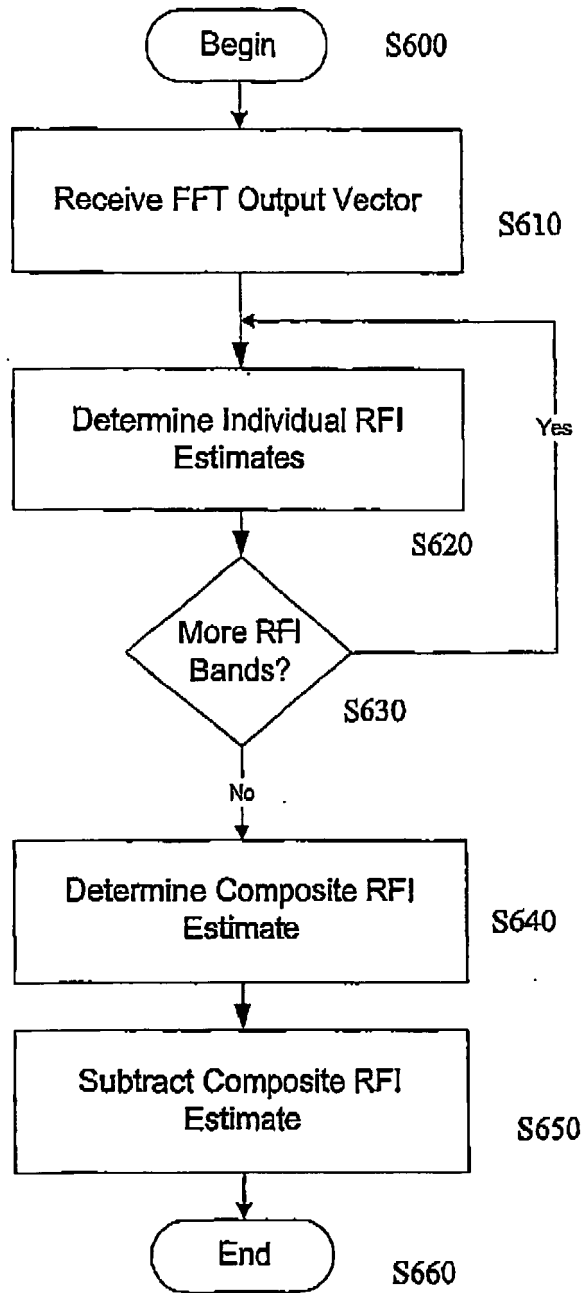 Begin
S600
Receive FFT Output Vector
S610
Determine Individual RFI
Estimates
Yes
S620
More RFI
Bands?
S630
No
Determine Composite RFI
Estimate
S640
Subtract Composite RFI
Estimate
S650
End
S660